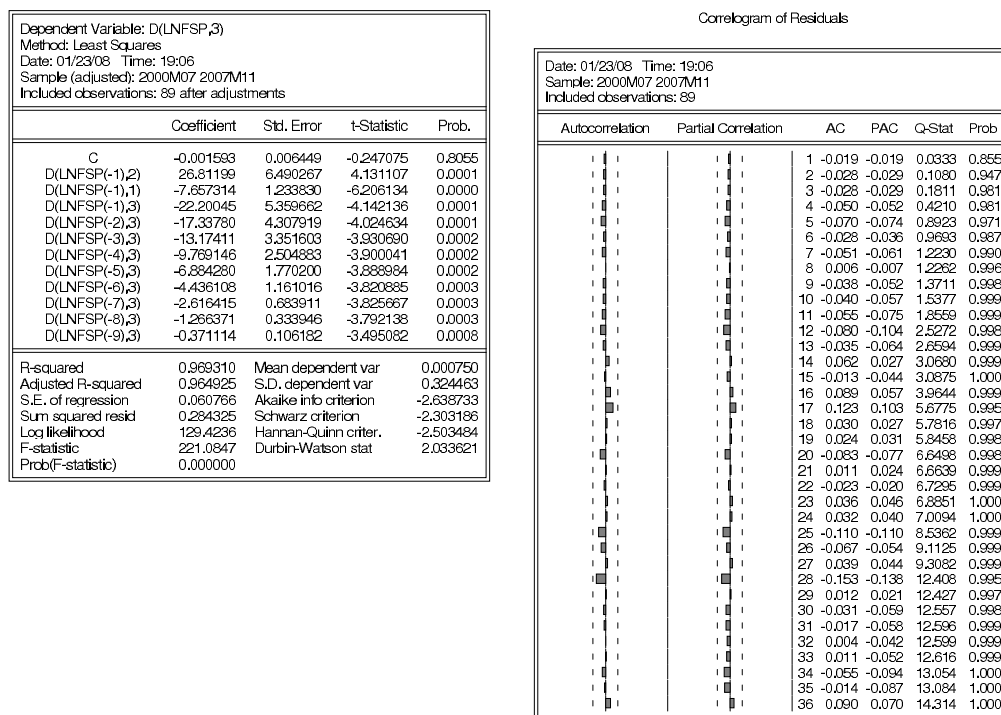 Dependent Variable: D(LNFSP,3)
Method: Least Squares
Date: 01/23/08 Time: 19:06
Sample (adjusted): 2000M07 2007M11
Included observations: 89 after adjustments
Coefficient Std. Error t-Statistic Prob.
C -0.001593 0.006449 -0.247075 0.8055
D(LNFSP(-1),2) 26.81199 6.490267 4.131107 0.0001
D(LNFSP(-1),1) -7.657314 1.233830 -6.206134 0.0000
D(LNFSP(-1),3) -22.20045 5.359662 -4.142136 0.0001
D(LNFSP(-2),3) -17.33780 4.307919 -4.024634 0.0001
D(LNFSP(-3),3) -13.17411 3.351603 -3.930690 0.0002
D(LNFSP(-4),3) -9.769146 2.504883 -3.900041 0.0002
D(LNFSP(-5),3) -6.884280 1.770200 -3.888984 0.0002
D(LNFSP(-6),3) -4.436108 1.161016 -3.820885 0.0003
D(LNFSP(-7),3) -2.616415 0.683911 -3.825667 0.0003
D(LNFSP(-8),3) -1.266371 0.333946 -3.792138 0.0003
D(LNFSP(-9),3) -0.371114 0.106182 -3.495082 0.0008
R-squared 0.969310 Mean dependent var 0.000750
Adjusted R-squared 0.964925 S.D. dependent var 0.324463
S.E. of regression 0.060766 Akaike info criterion -2.638733
Sum squared resid 0.284325 Schwarz criterion -2.303186
Log likelihood 129.4236 Hannan-Quinn criter. -2.503484
F-statistic 221.0847 Durbin-Watson stat 2.033621
Prob(F-statistic) 0.000000
Correlogram of Residuals
Date: 01/23/08 Time: 19:06
Sample: 2000M07 2007M11
Included observations: 89
Autocorrelation Partial Correlation AC PAC Q-Stat Prob
1 -0.019 -0.019 0.0333 0.855
2 -0.028 -0.029 0.1080 0.947
3 -0.028 -0.029 0.1811 0.981
4 -0.050 -0.052 0.4210 0.981
5 -0.070 -0.074 0.8923 0.971
6 -0.028 -0.036 0.9693 0.987
7 -0.051 -0.061 1.2230 0.990
8 0.006 -0.007 1.2262 0.996
9 -0.038 -0.052 1.3711 0.998
10 -0.040 -0.057 1.5377 0.999
11 -0.055 -0.075 1.8559 0.999
12 -0.080 -0.104 2.5272 0.998
13 -0.035 -0.064 2.6594 0.999
14 0.062 0.027 3.0680 0.999
15 -0.013 -0.044 3.0875 1.000
16 0.089 0.057 3.9644 0.999
17 0.123 0.103 5.6775 0.995
18 0.030 0.027 5.7816 0.997
19 0.024 0.031 5.8458 0.998
20 -0.083 -0.077 6.6498 0.998
21 0.011 0.024 6.6639 0.999
22 -0.023 -0.020 6.7295 0.999
23 0.036 0.046 6.8851 1.000
24 0.032 0.040 7.0094 1.000
25 -0.110 -0.110 8.5362 0.999
26 -0.067 -0.054 9.1125 0.999
27 0.039 0.044 9.3082 0.999
28 -0.153 -0.138 12.408 0.995
29 0.012 0.021 12.427 0.997
30 -0.031 -0.059 12.557 0.998
31 -0.017 -0.058 12.596 0.999
32 0.004 -0.042 12.599 0.999
33 0.011 -0.052 12.616 0.999
34 -0.055 -0.094 13.054 1.000
35 -0.014 -0.087 13.084 1.000
36 0.090 0.070 14.314 1.000